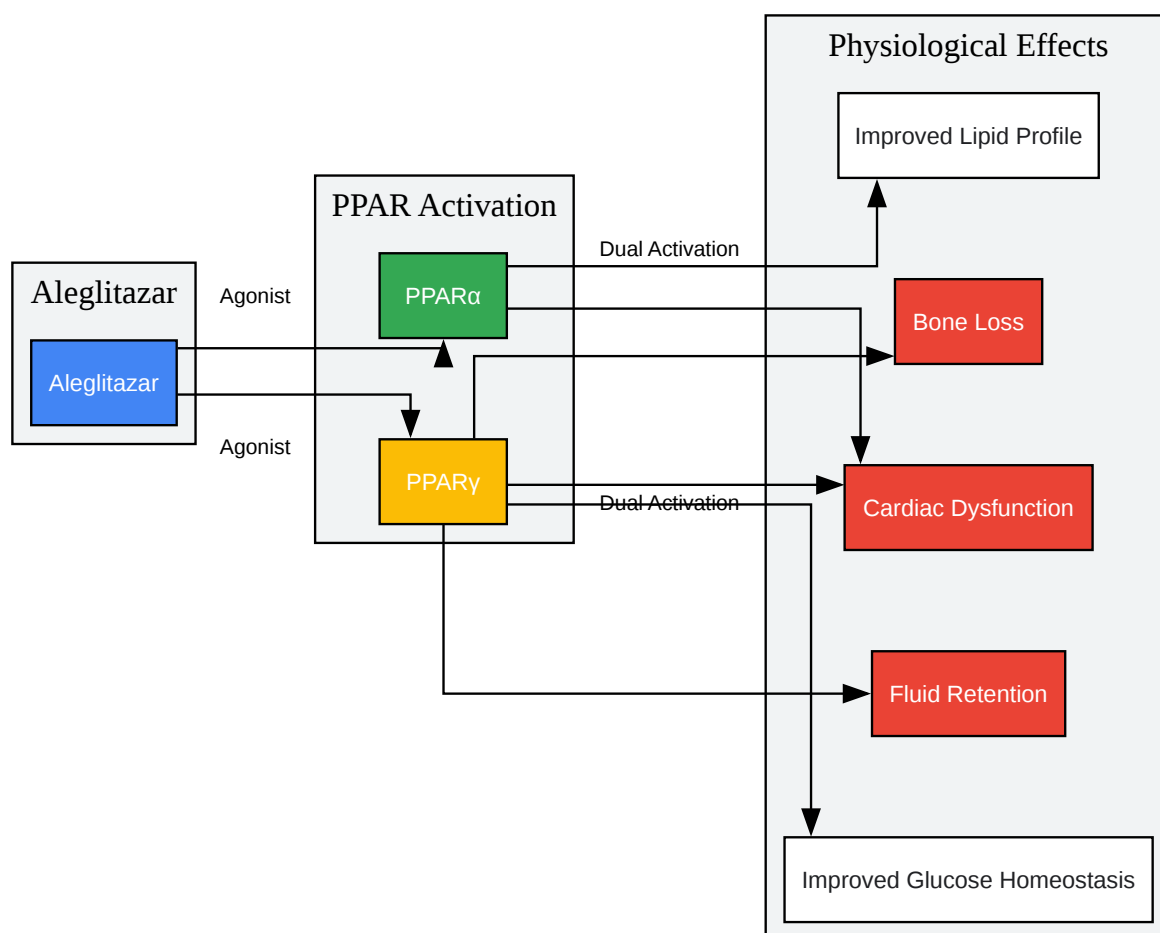 Physiological Effects
Improved Lipid Profile
PPAR Activation
Dual Activation
Aleglitazar
Agonist
PPARα
Bone Loss
Aleglitazar
Agonist
PPARγ
Dual Activation
Cardiac Dysfunction
Fluid Retention
Improved Glucose Homeostasis